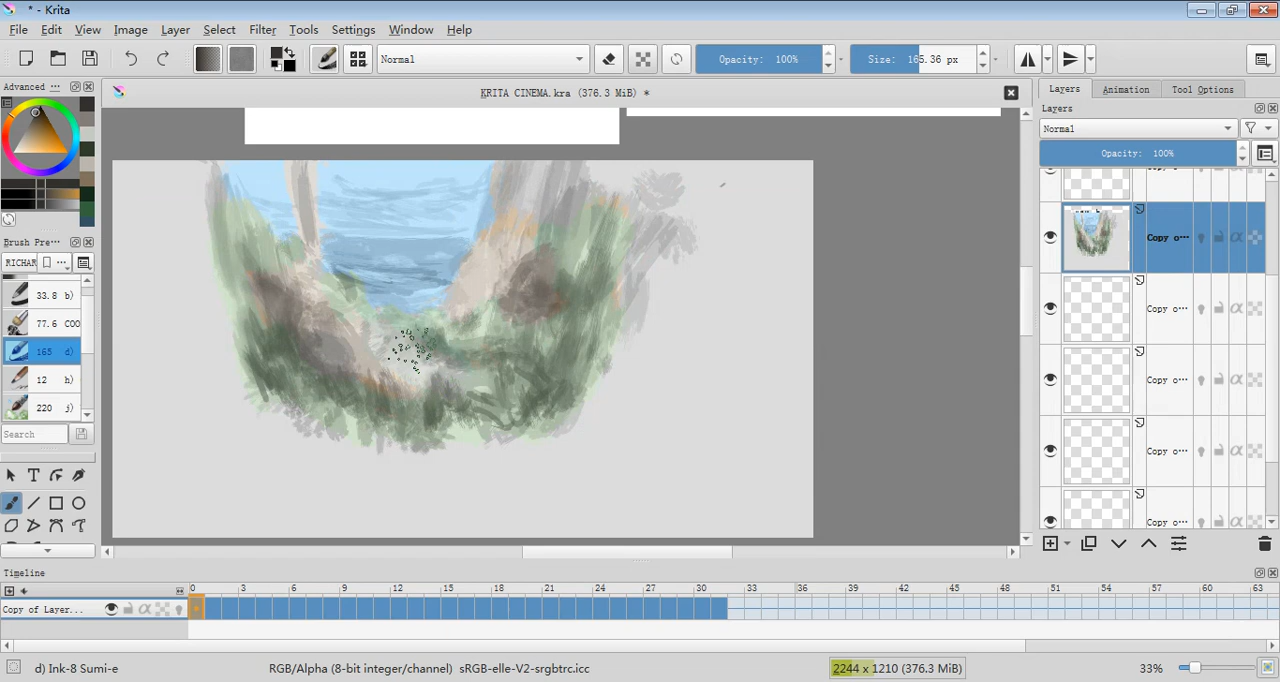 * - Krita
File Edit View Image Layer Select Filter Tools Settings Window Help
Normal
Opacity: 100%
Size: 165.36 px
Advanced ...
KRITA CINEMA.kra (376.3 MiB) *
Layers Animation Tool Options
Layers
Normal
Opacity: 100%
Copy o...
Copy o...
Copy o...
Copy o...
Copy o...
Brush Pre...
RICHAR
33.8 b)
77.6 COO
165 d)
12 h)
220 j)
Search
Timeline
0 3 6 9 12 15 18 21 24 27 30 33 36 39 42 45 48 51 54 57 60 63
Copy of Layer...
d) Ink-8 Sumi-e
RGB/Alpha (8-bit integer/channel) sRGB-elle-V2-srgbtrc.icc
2244 x 1210 (376.3 MiB)
33%